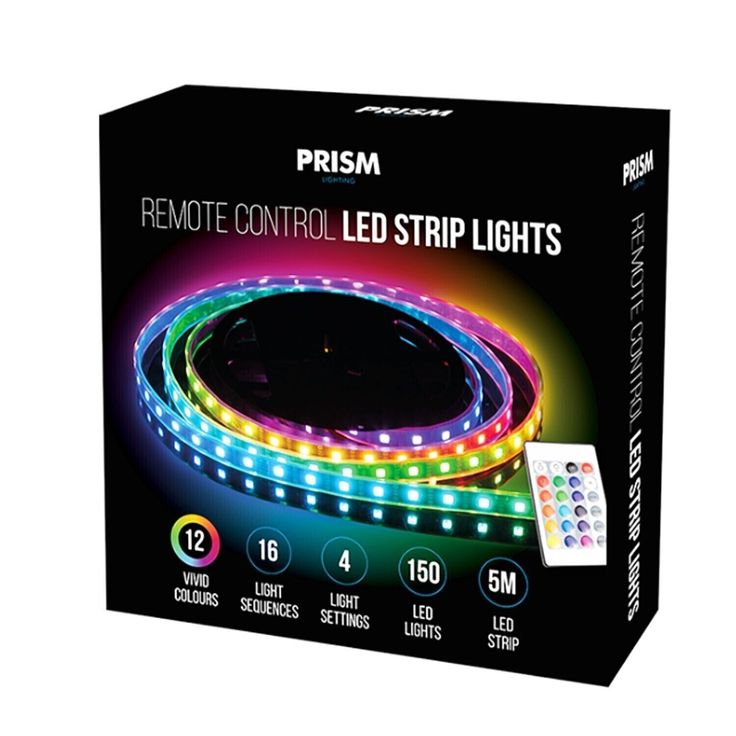 PRISM
PRISM
LIGHTING
REMOTE CONTROL LED STRIP LIGHTS
12
VIVID
COLOURS
16
LIGHT
SEQUENCES
4
LIGHT
SETTINGS
150
LED
LIGHTS
5M
LED
STRIP
PRISM
LIGHTING
REMOTE CONTROL LED STRIP LIGHTS